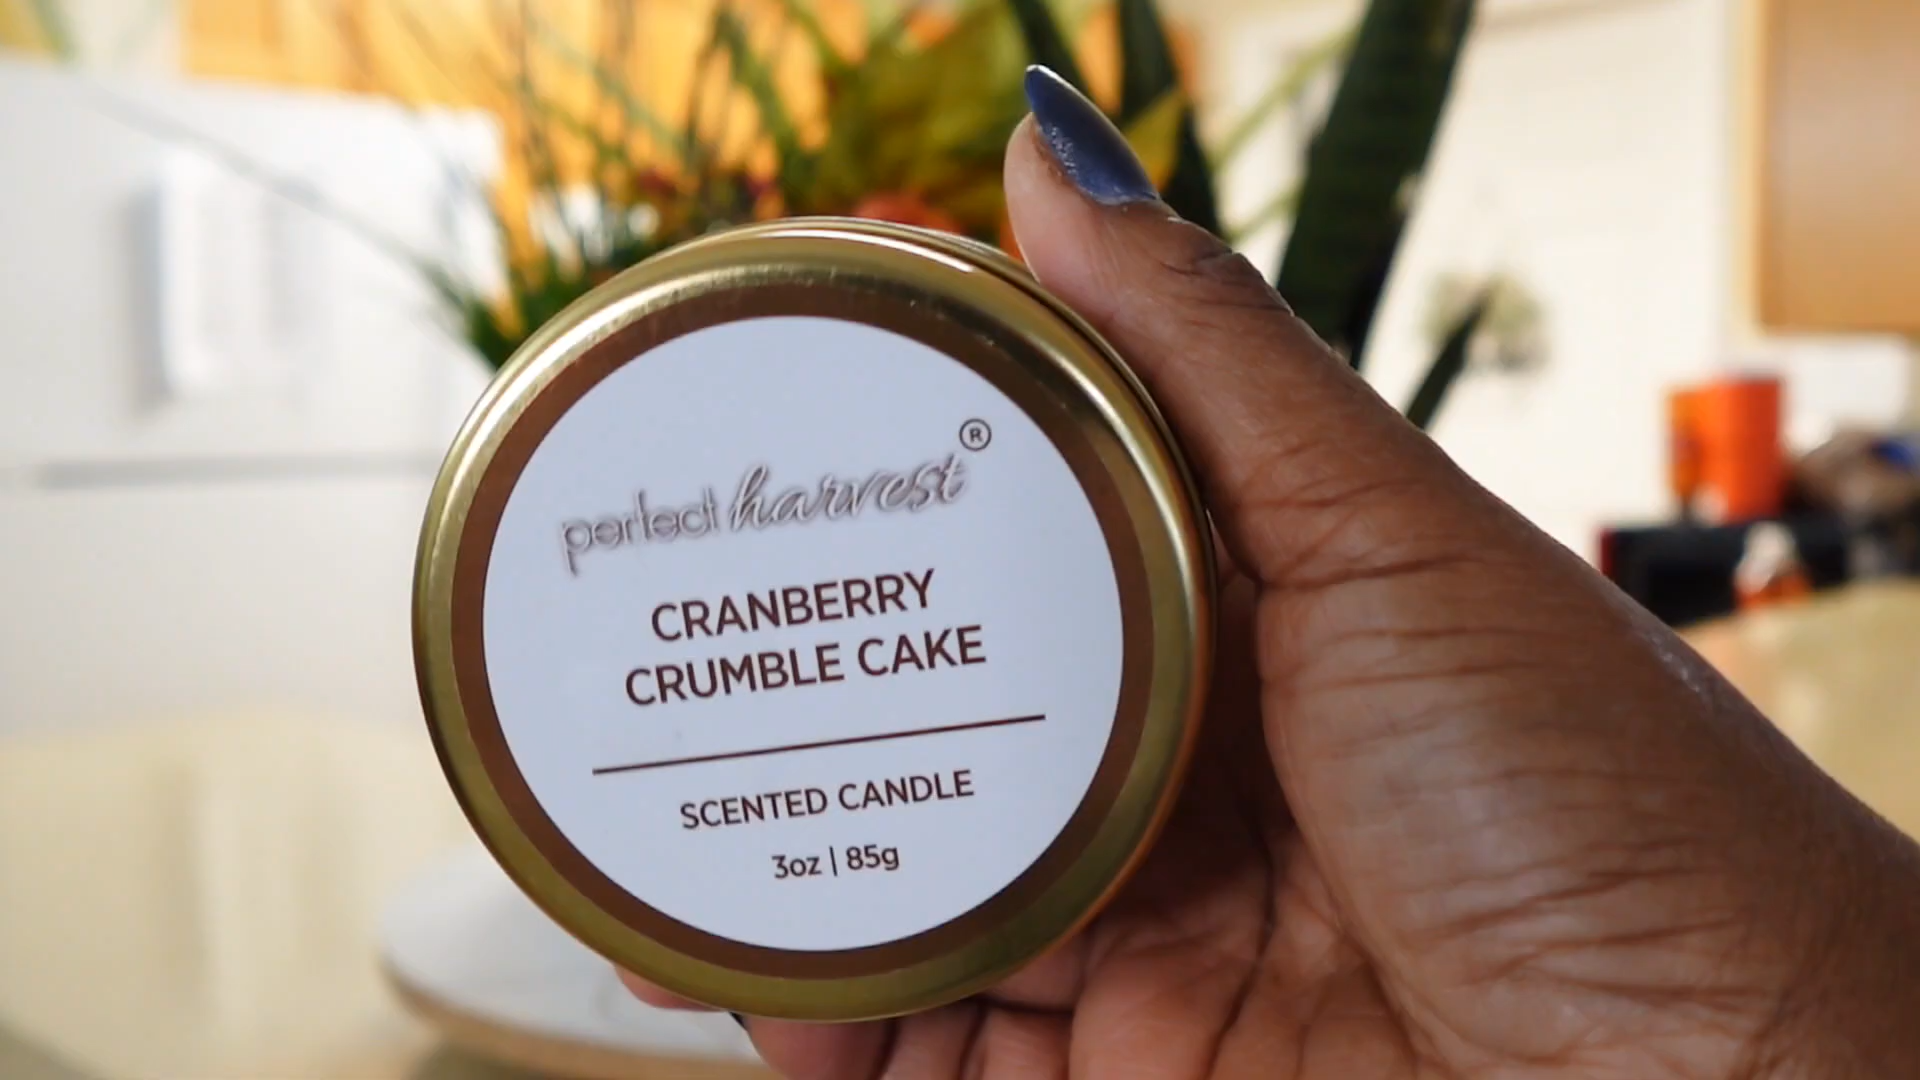 perfect harvest®
CRANBERRY
CRUMBLE CAKE
SCENTED CANDLE
3oz | 85g